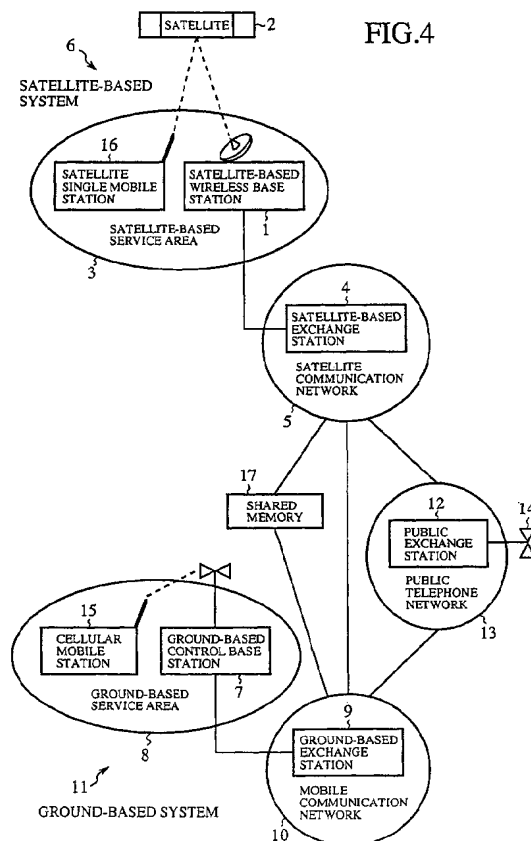 SATELLITE
2
FIG.4
6
SATELLITE-BASED
SYSTEM
16
SATELLITE
SINGLE MOBILE
STATION
SATELLITE-BASED
WIRELESS BASE
STATION
SATELLITE-BASED
SERVICE AREA
1
3
4
SATELLITE-BASED
EXCHANGE
STATION
SATELLITE
COMMUNICATION
NETWORK
5
17
SHARED
MEMORY
12
14
PUBLIC
EXCHANGE
STATION
PUBLIC
TELEPHONE
NETWORK
13
15
CELLULAR
MOBILE
STATION
GROUND-BASED
CONTROL BASE
STATION
7
GROUND-BASED
SERVICE AREA
8
9
GROUND-BASED
EXCHANGE
STATION
11
MOBILE
COMMUNICATION
NETWORK
GROUND-BASED SYSTEM
10